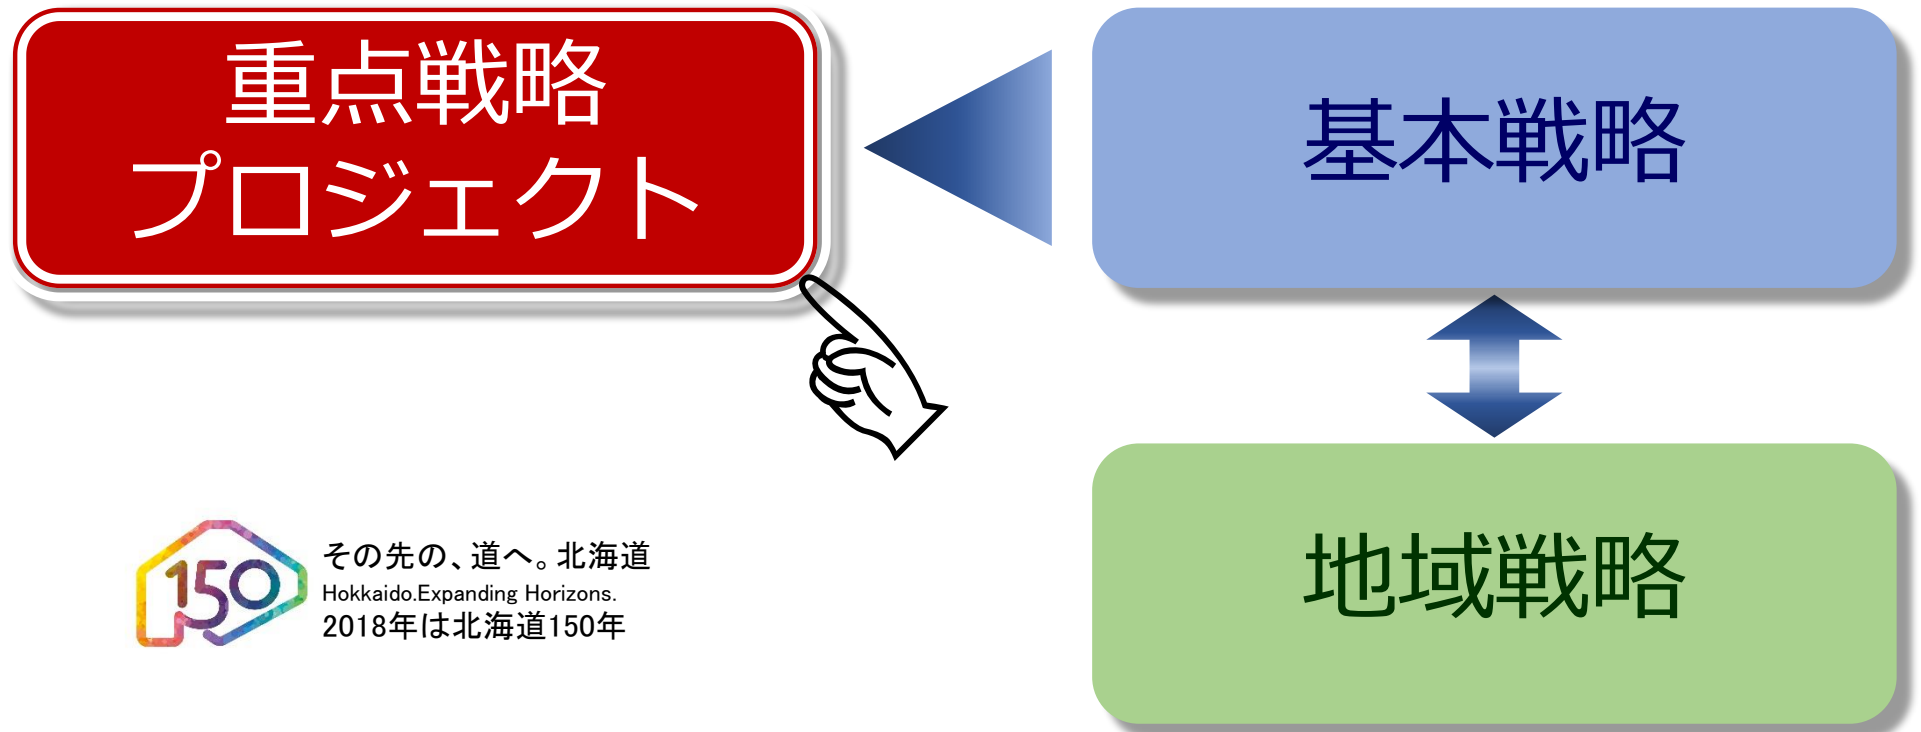 重点戦略
プロジェクト
基本戦略
地域戦略
150
その先の、道へ。北海道
Hokkaido.Expanding Horizons.
2018年は北海道150年